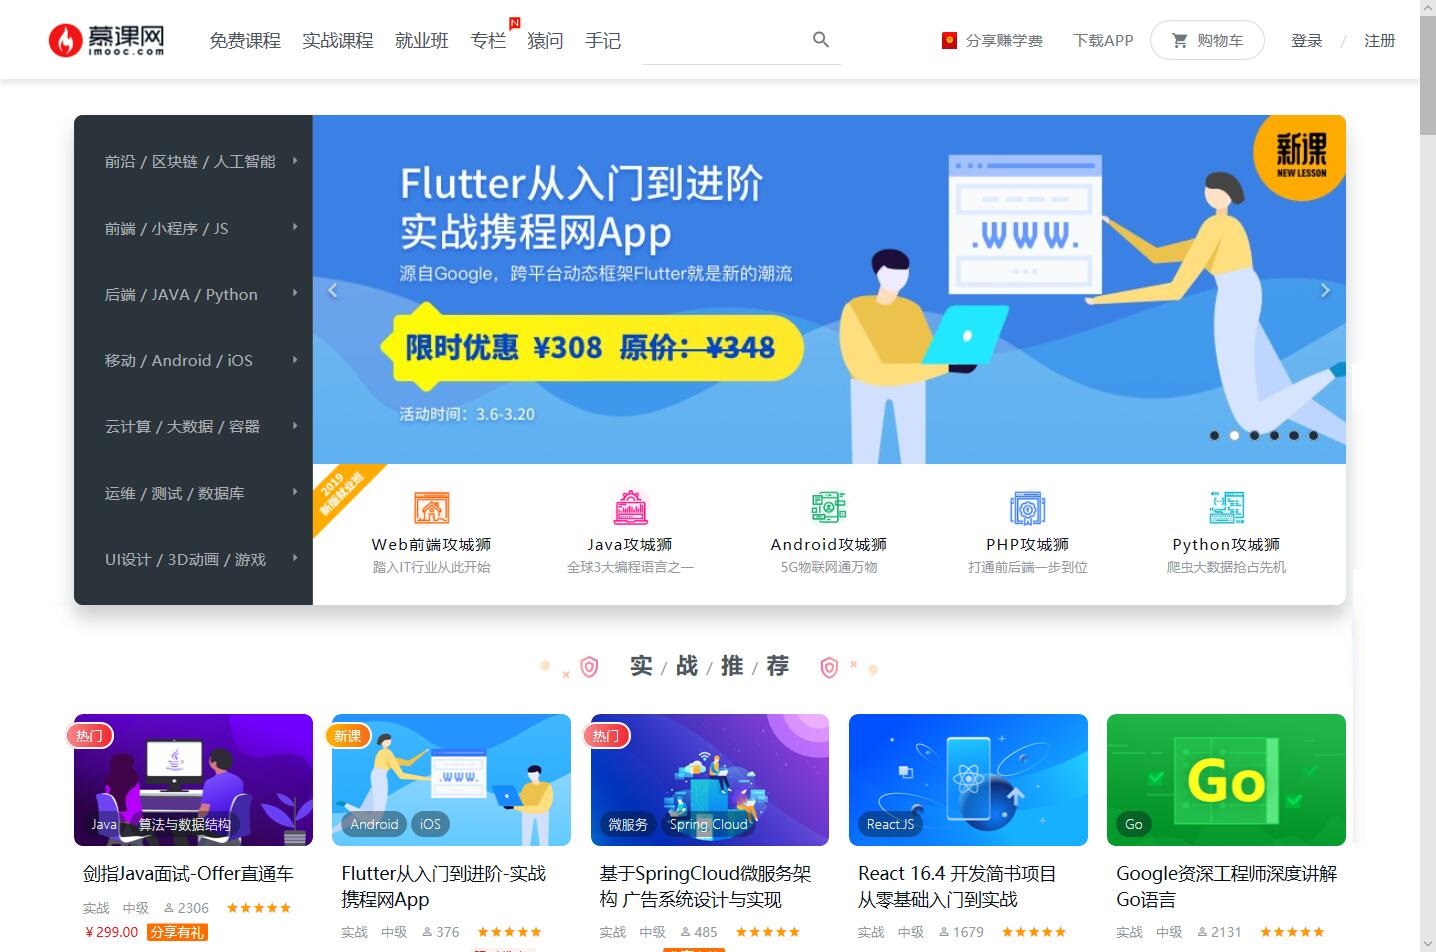 慕课网
imooc.com
免费课程 实战课程 就业班 专栏 猿问 手记
N
分享赚学费 下载APP 购物车 登录 / 注册
前沿 / 区块链 / 人工智能
前端 / 小程序 / JS
后端 / JAVA / Python
移动 / Android / iOS
云计算 / 大数据 / 容器
运维 / 测试 / 数据库
UI设计 / 3D动画 / 游戏
新课
NEW LESSON
Flutter从入门到进阶
实战携程网App
源自Google，跨平台动态框架Flutter就是新的潮流
限时优惠 ¥308 原价：¥348
活动时间：3.6-3.20
.WWW.
2019
新版就业班
Web前端攻城狮
踏入IT行业从此开始
Java攻城狮
全球3大编程语言之一
Android攻城狮
5G物联网通万物
PHP攻城狮
打通前后端一步到位
Python攻城狮
爬虫大数据抢占先机
实 / 战 / 推 / 荐
热门
Java 算法与数据结构
剑指Java面试-Offer直通车
实战 中级 2306 ★★★★★
￥299.00 分享有礼
新课
.WWW.
Android iOS
Flutter从入门到进阶-实战
携程网App
实战 中级 376 ★★★★★
热门
微服务 Spring Cloud
基于SpringCloud微服务架
构 广告系统设计与实现
实战 中级 485 ★★★★★
React.JS
React 16.4 开发简书项目
从零基础入门到实战
实战 中级 1679 ★★★★★
Go
Go
Google资深工程师深度讲解
Go语言
实战 中级 2131 ★★★★★